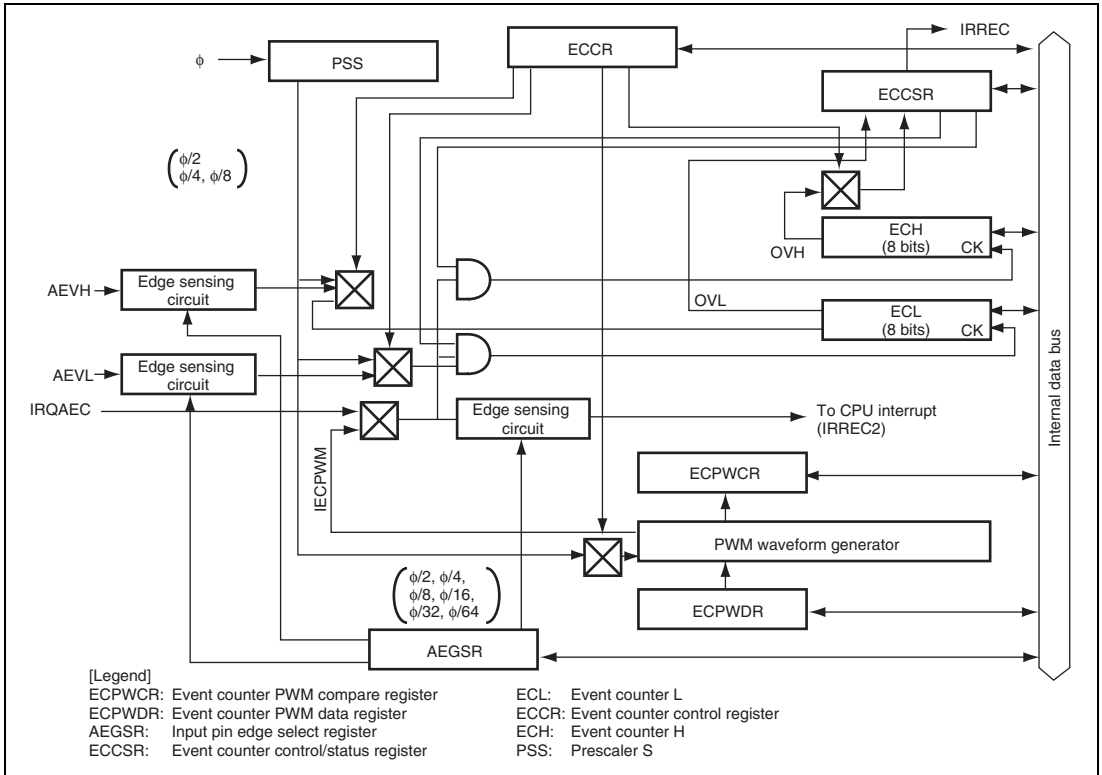 φ
PSS
ECCR
IRREC
ECCSR
φ/2
φ/4, φ/8
ECH
(8 bits)
CK
OVH
AEVH
Edge sensing
circuit
OVL
ECL
(8 bits)
CK
AEVL
Edge sensing
circuit
IRQAEC
Edge sensing
circuit
To CPU interrupt
(IRREC2)
Internal data bus
IECPWM
ECPWCR
PWM waveform generator
φ/2, φ/4,
φ/8, φ/16,
φ/32, φ/64
ECPWDR
AEGSR
[Legend]
ECPWCR: Event counter PWM compare register
ECPWDR: Event counter PWM data register
AEGSR: Input pin edge select register
ECCSR: Event counter control/status register
ECL: Event counter L
ECCR: Event counter control register
ECH: Event counter H
PSS: Prescaler S